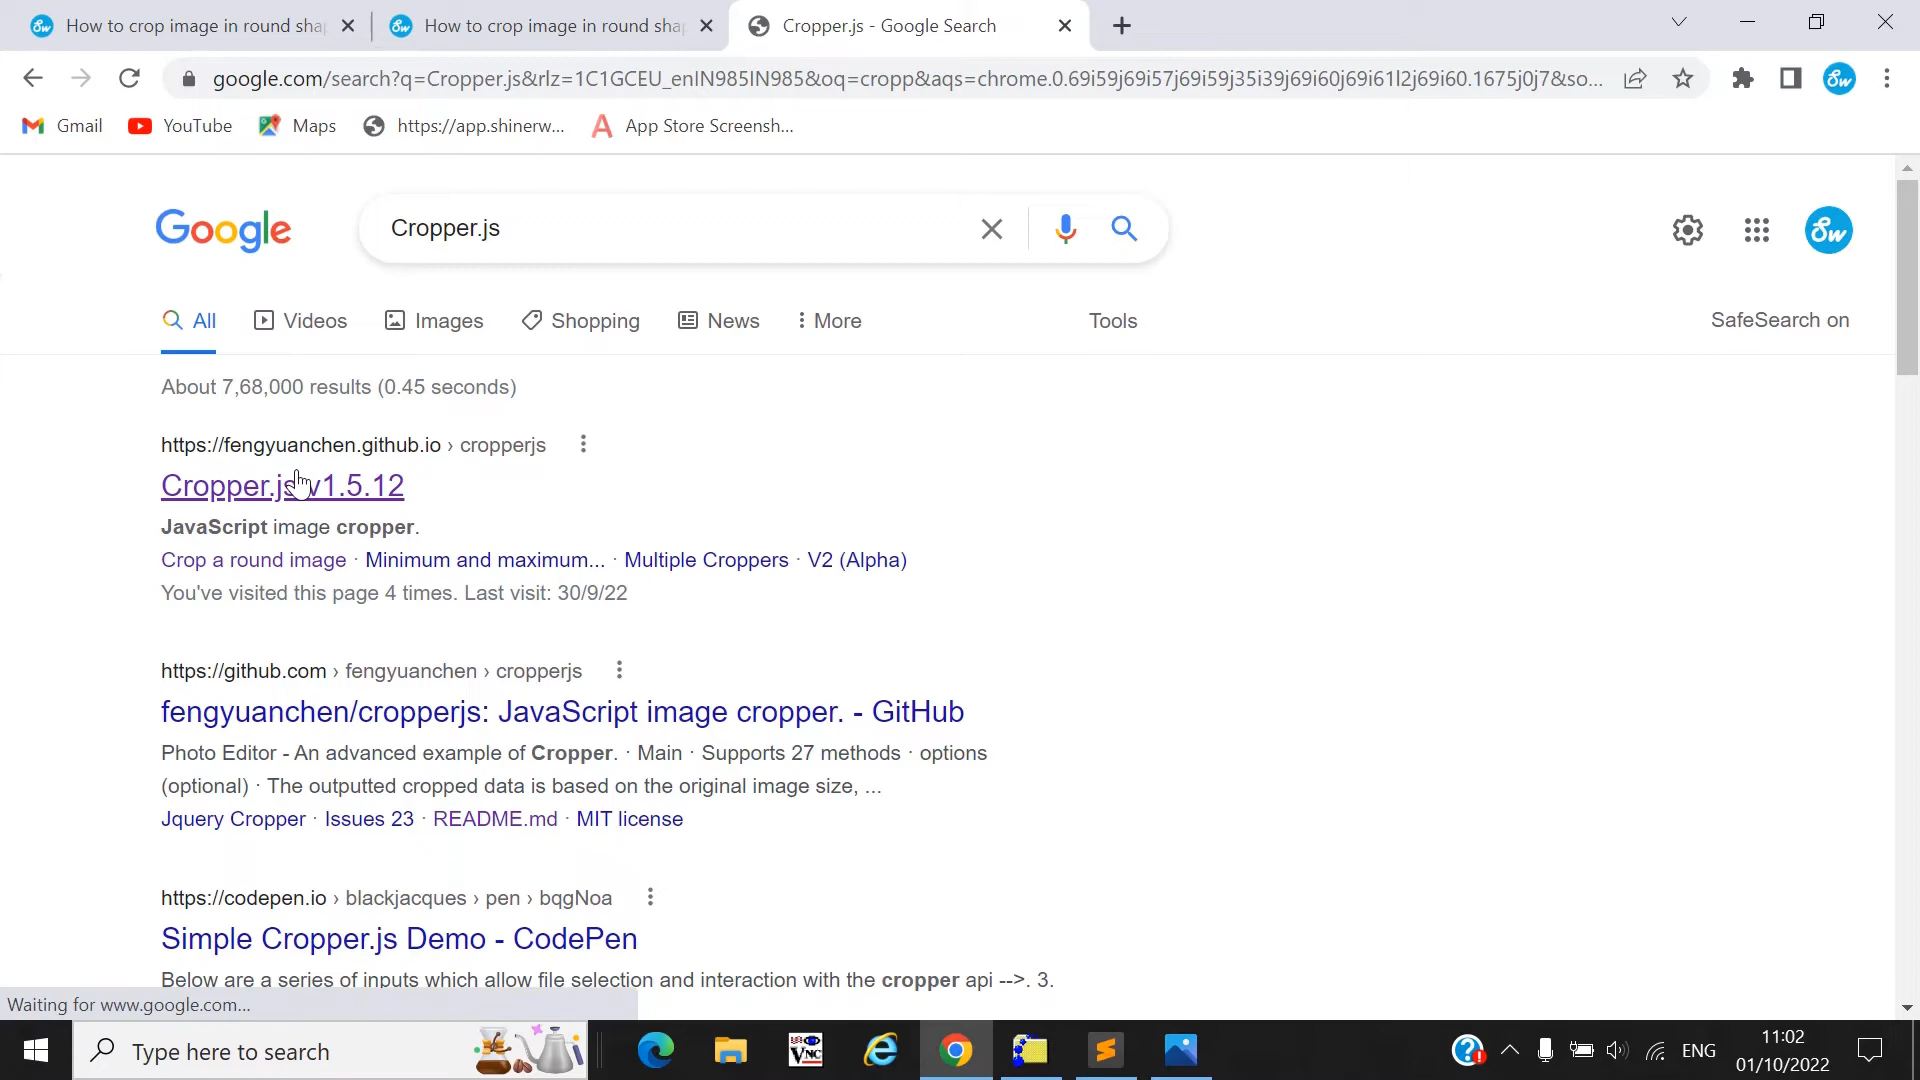 How to crop image in round sha
How to crop image in round sha
Cropper.js - Google Search
google.com/search?q=Cropper.js&rlz=1C1GCEU_enIN985IN985&oq=cropp&aqs=chrome.0.69i59j69i57j69i59j35i39j69i60j69i61l2j69i60.1675j0j7&so...
Gmail YouTube Maps https://app.shinerw... App Store Screensh...
Google Cropper.js
All Videos Images Shopping News More Tools SafeSearch on
About 7,68,000 results (0.45 seconds)
https://fengyuanchen.github.io › cropperjs
Cropper.js v1.5.12
JavaScript image cropper.
Crop a round image · Minimum and maximum... · Multiple Croppers · V2 (Alpha)
You've visited this page 4 times. Last visit: 30/9/22
https://github.com › fengyuanchen › cropperjs
fengyuanchen/cropperjs: JavaScript image cropper. - GitHub
Photo Editor - An advanced example of Cropper. · Main · Supports 27 methods · options
(optional) · The outputted cropped data is based on the original image size, ...
Jquery Cropper · Issues 23 · README.md · MIT license
https://codepen.io › blackjacques › pen › bqgNoa
Simple Cropper.js Demo - CodePen
Below are a series of inputs which allow file selection and interaction with the cropper api -->. 3.
Waiting for www.google.com...
Type here to search
ENG
11:02
01/10/2022